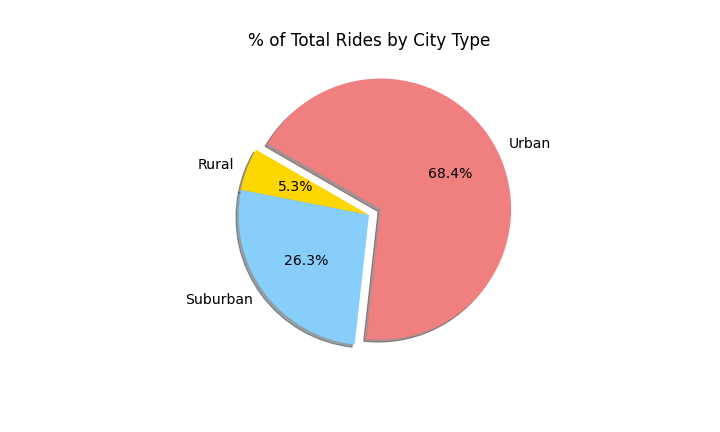 % of Total Rides by City Type
Urban
68.4%
Rural
5.3%
26.3%
Suburban